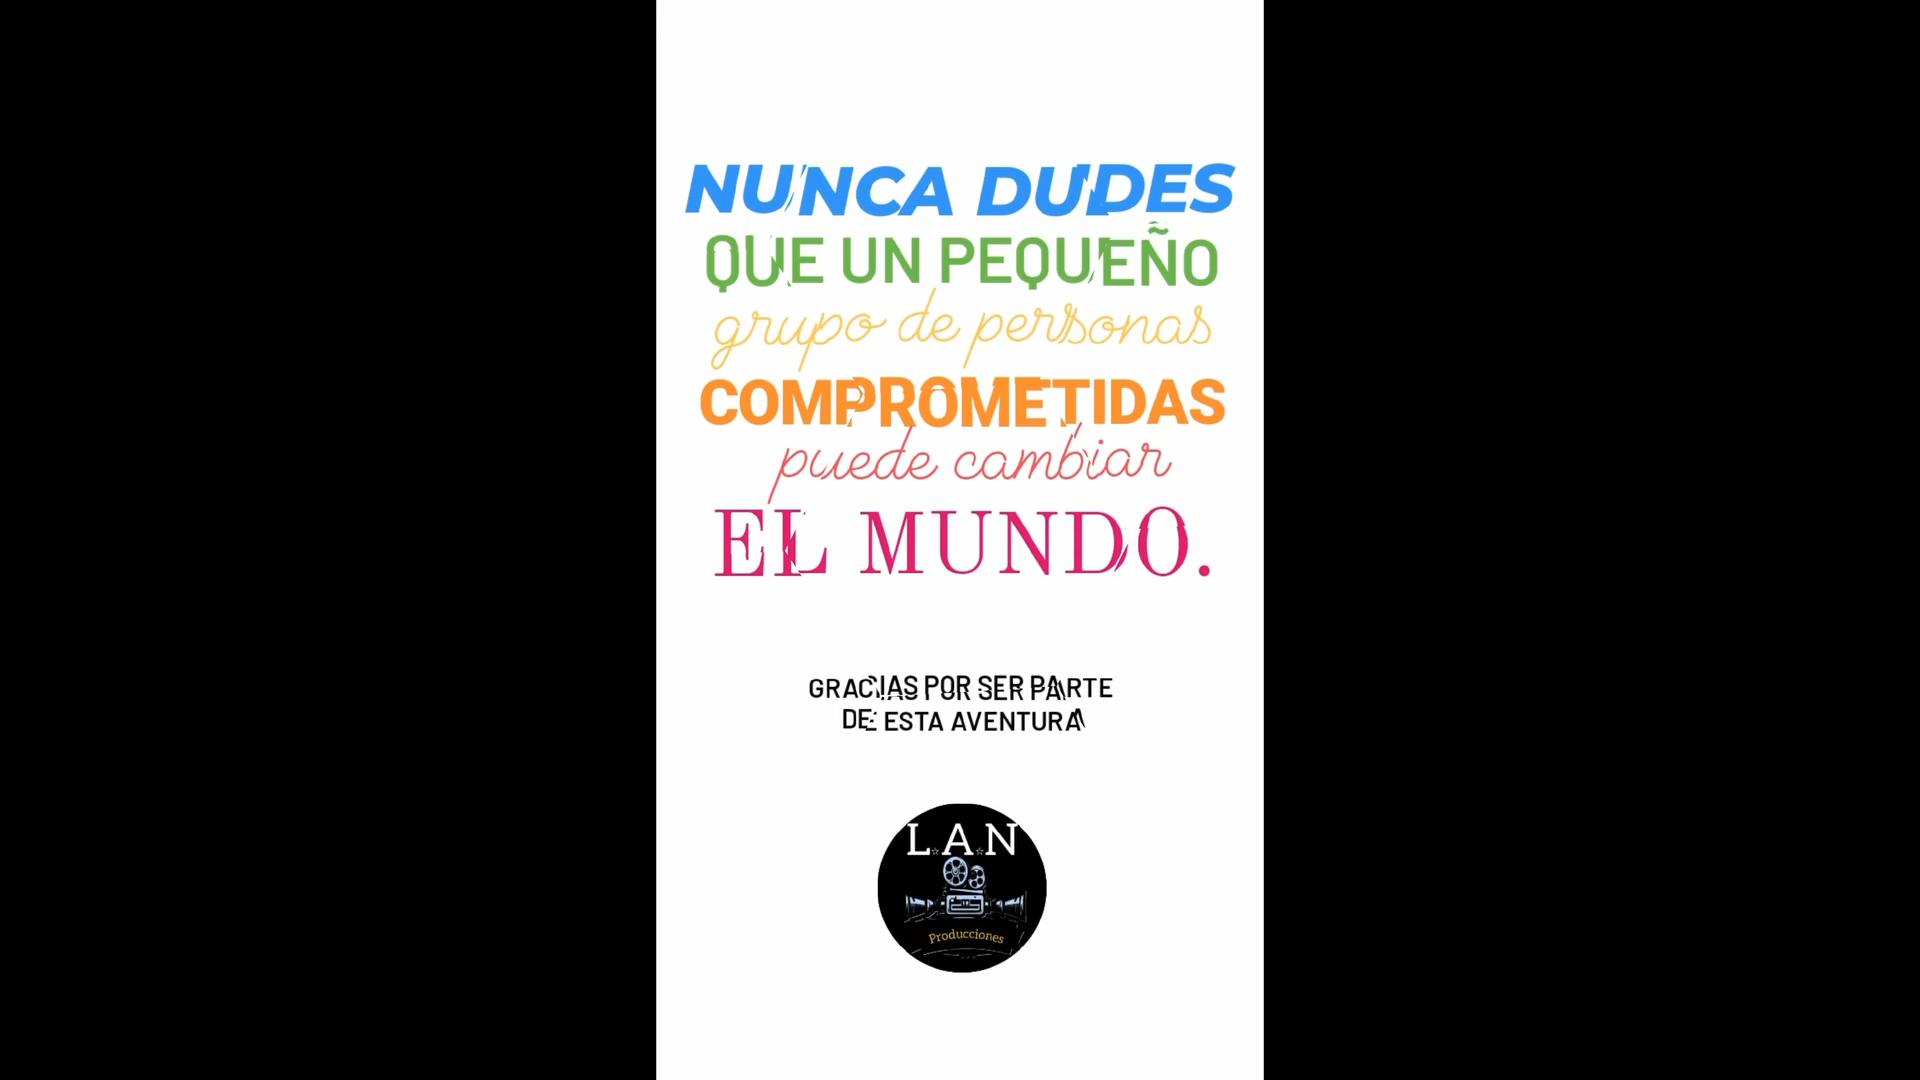 NUNCA DUDES
QUE UN PEQUEÑO
grupo de personas
COMPROMETIDAS
puede cambiar
EL MUNDO.
GRACIAS POR SER PARTE
DE ESTA AVENTURA
L.A.N
Producciones